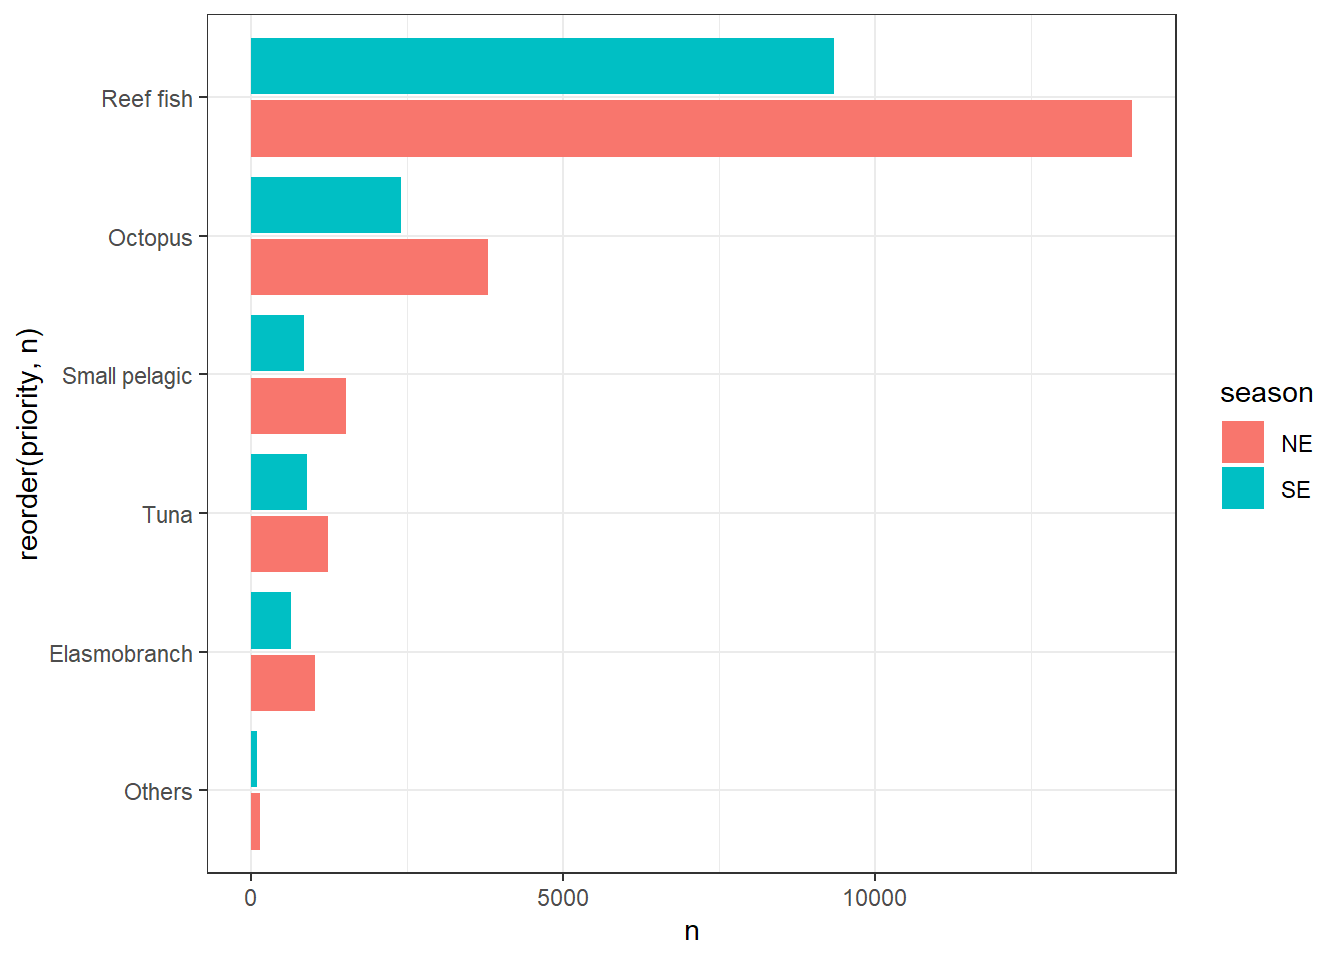 reorder(priority, n)
Reef fish
Octopus
Small pelagic
Tuna
Elasmobranch
Others
0
5000
10000
n
season
NE
SE